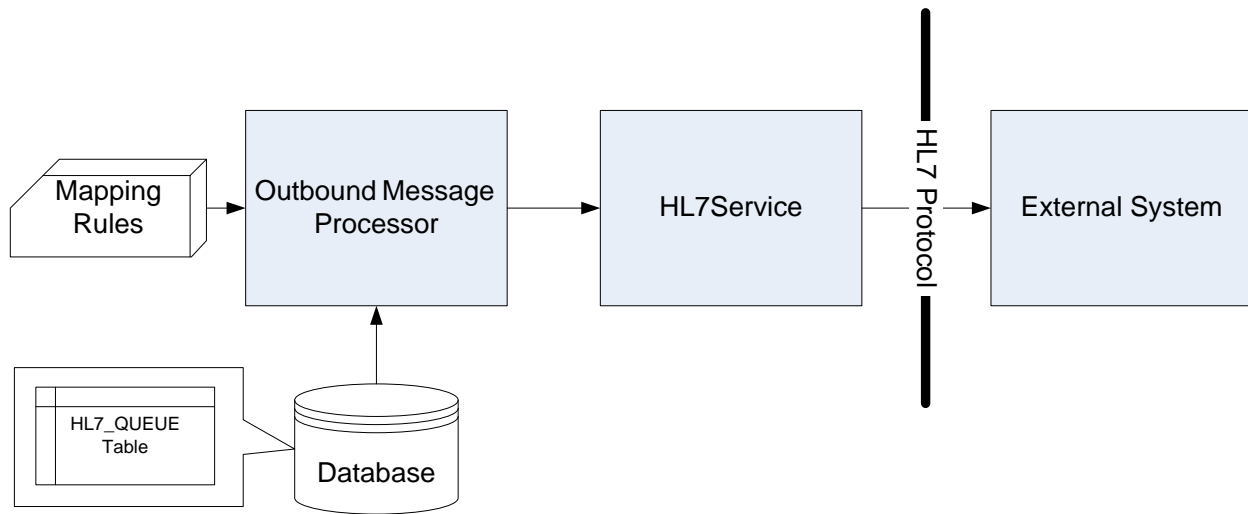 Mapping
Rules
Outbound Message
Processor
HL7Service
HL7 Protocol
External System
HL7_QUEUE
Table
Database